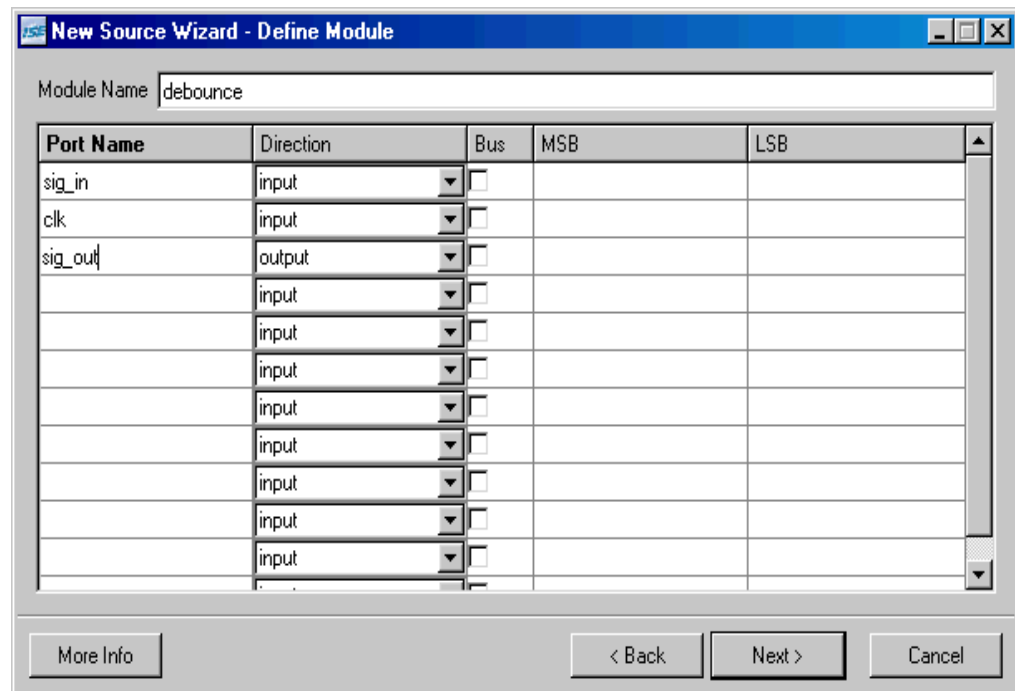 ISE New Source Wizard - Define Module
Module Name debounce
Port Name Direction Bus MSB LSB
sig_in input
clk input
sig_out output
input
input
input
input
input
input
input
input
More Info < Back Next > Cancel